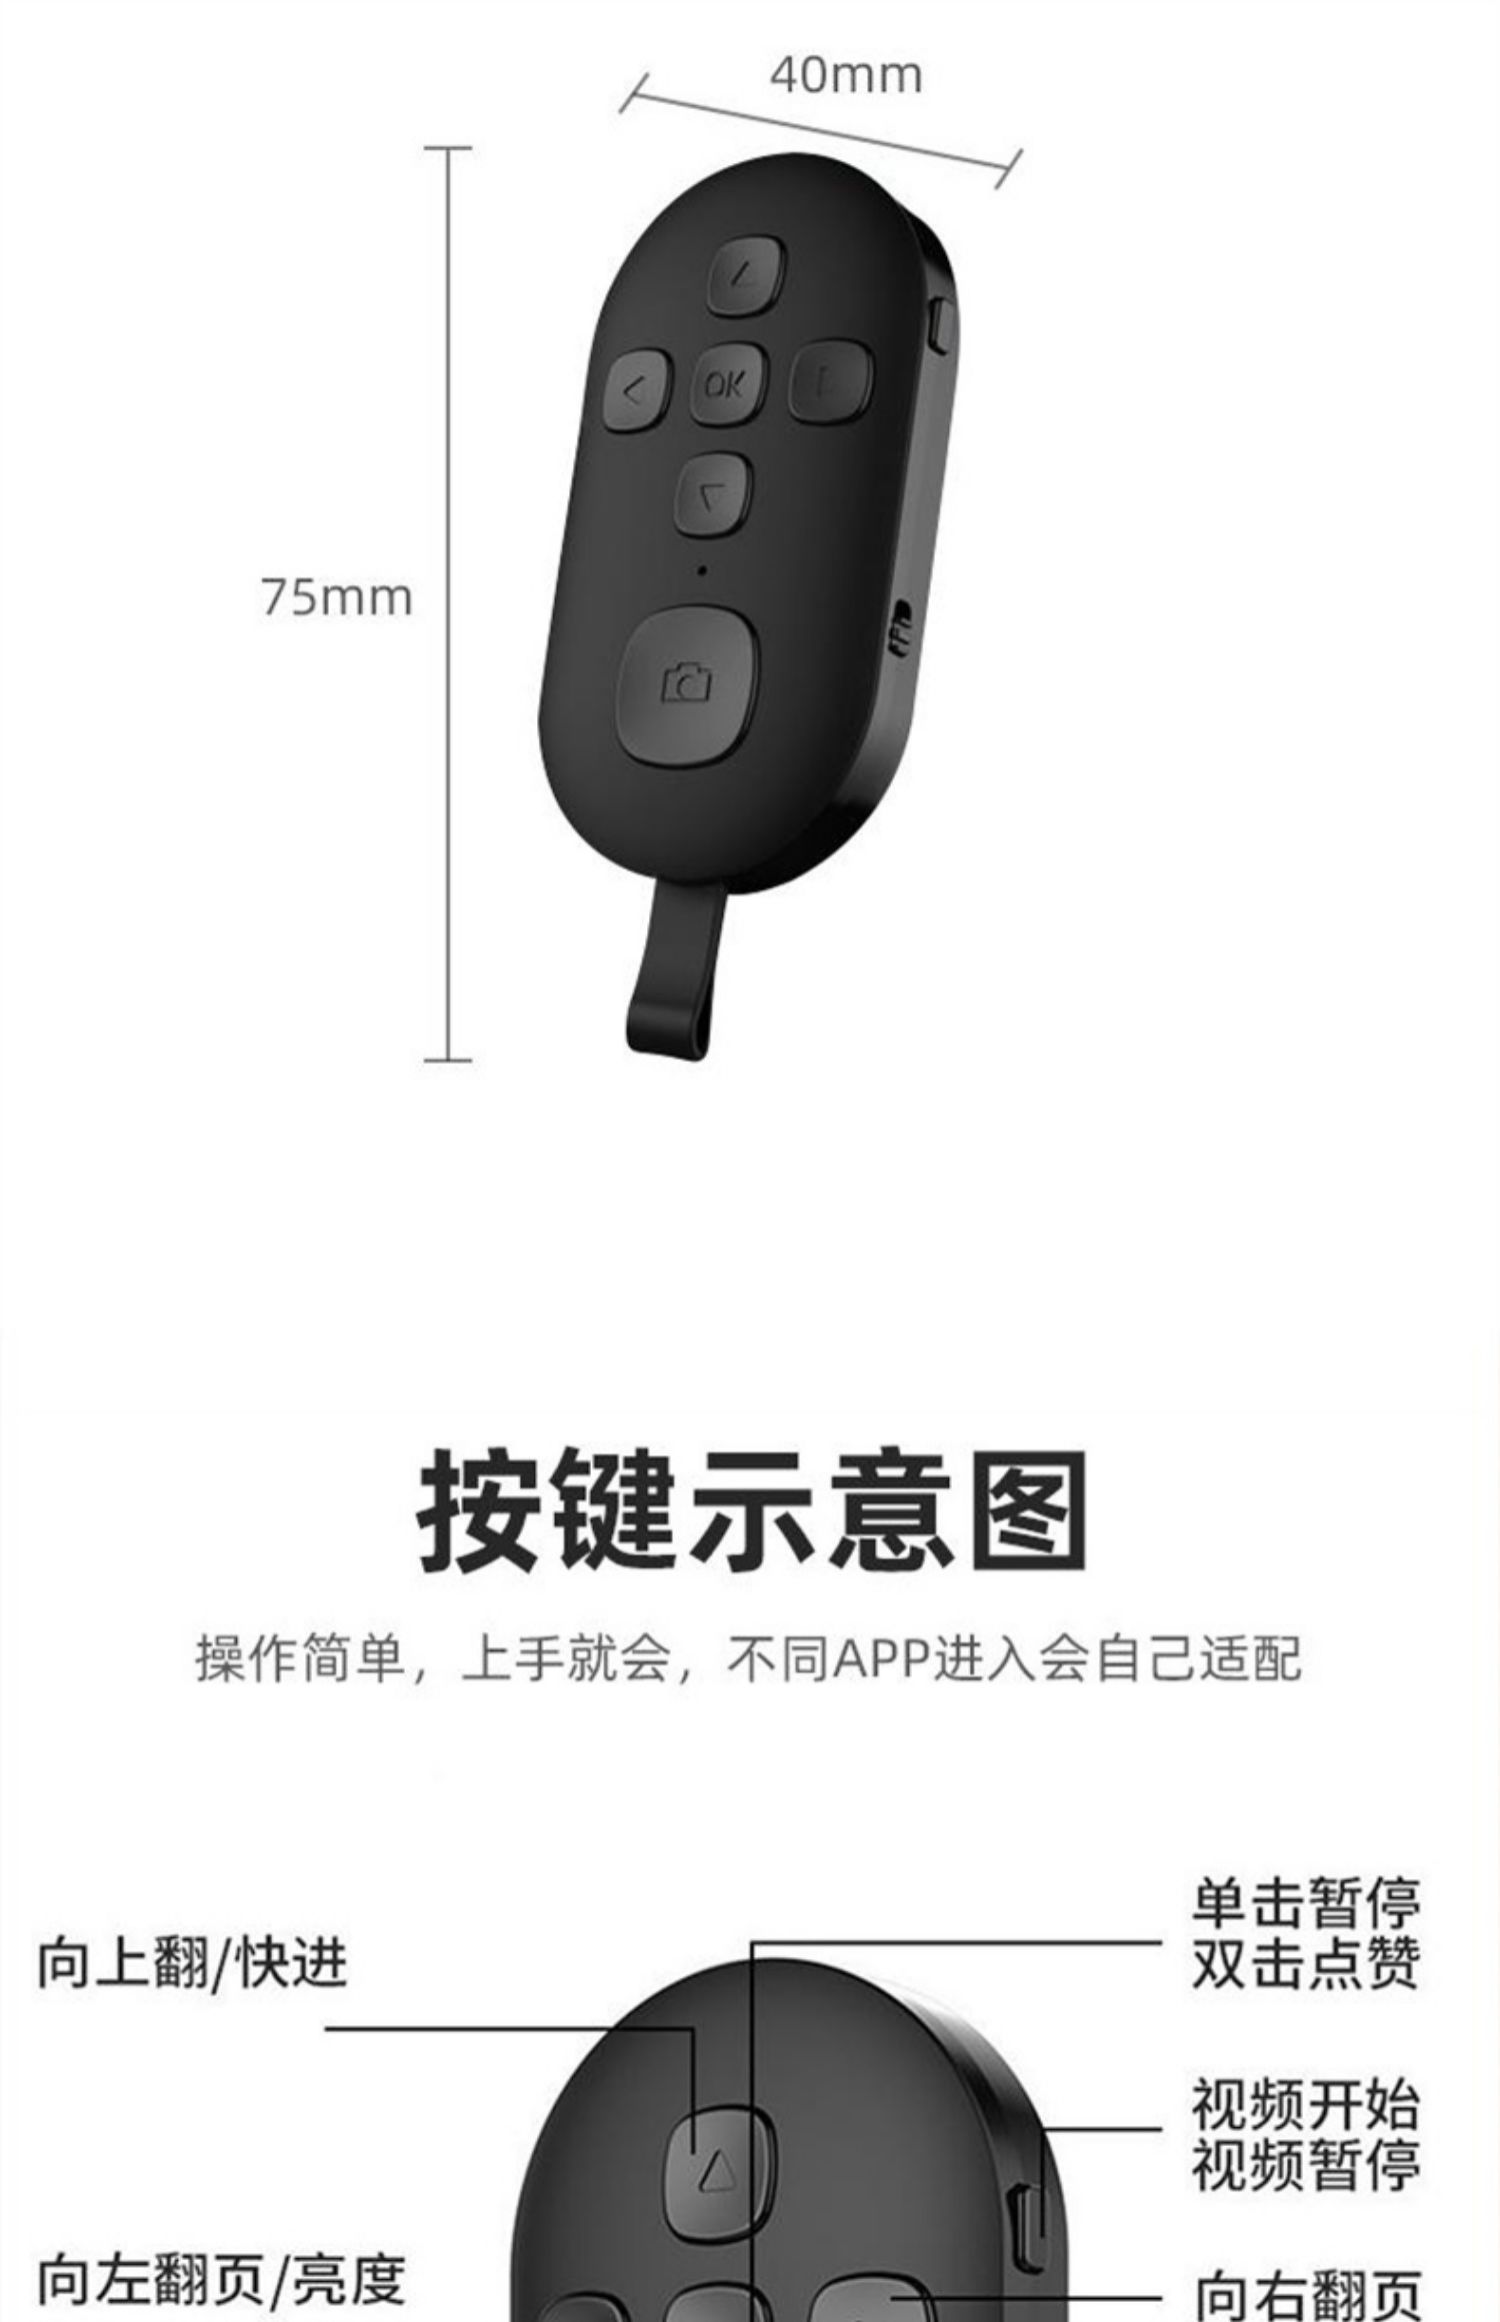 40mm
75mm
OK
按键示意图
操作简单，上手就会，不同APP进入会自己适配
单击暂停
双击点赞
向上翻/快进
视频开始
视频暂停
向左翻页/亮度
向右翻页